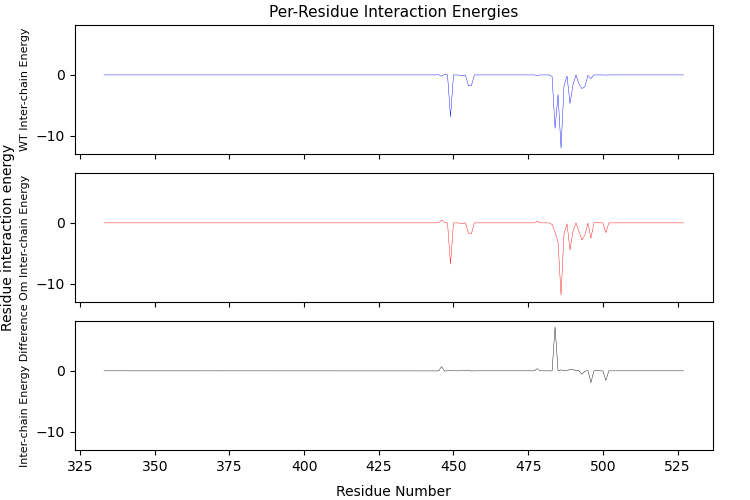 Per-Residue Interaction Energies
Residue interaction energy
WT Inter-chain Energy
0
−10
Om Inter-chain Energy
0
−10
Inter-chain Energy Difference
0
−10
325
350
375
400
425
450
475
500
525
Residue Number